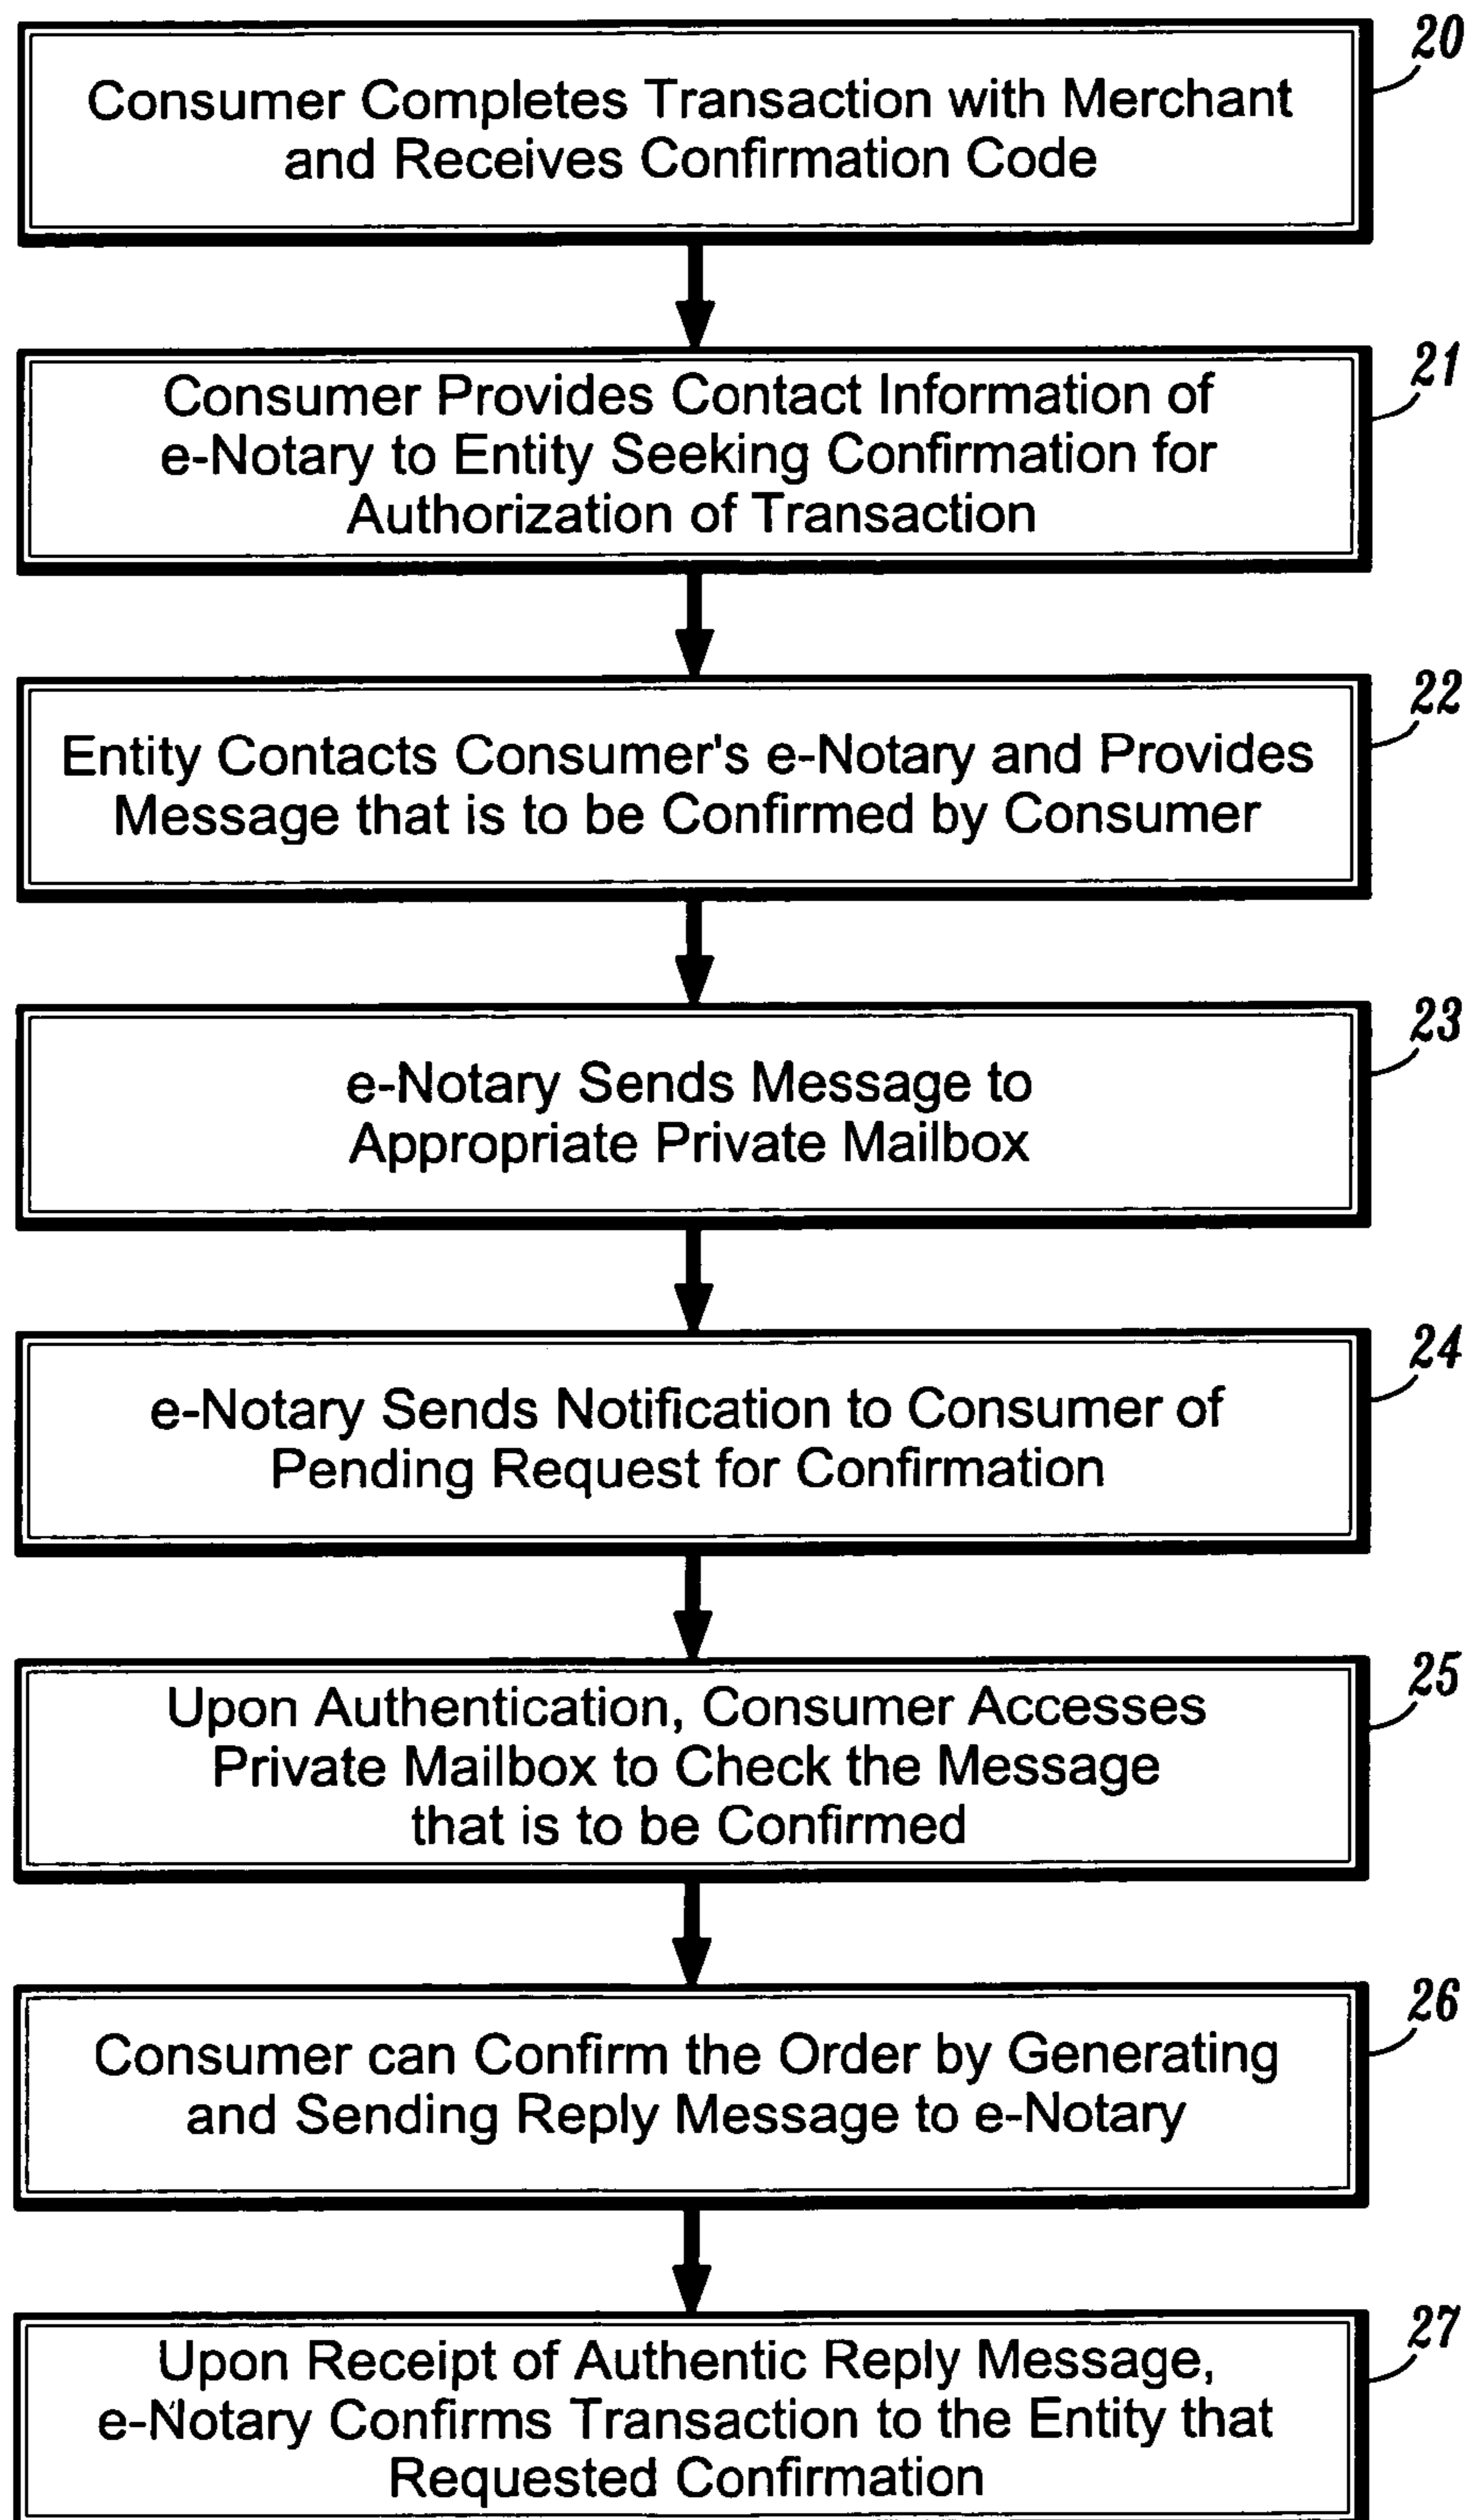 20
Consumer Completes Transaction with Merchant
and Receives Confirmation Code
21
Consumer Provides Contact Information of
e-Notary to Entity Seeking Confirmation for
Authorization of Transaction
22
Entity Contacts Consumer's e-Notary and Provides
Message that is to be Confirmed by Consumer
23
e-Notary Sends Message to
Appropriate Private Mailbox
24
e-Notary Sends Notification to Consumer of
Pending Request for Confirmation
25
Upon Authentication, Consumer Accesses
Private Mailbox to Check the Message
that is to be Confirmed
26
Consumer can Confirm the Order by Generating
and Sending Reply Message to e-Notary
27
Upon Receipt of Authentic Reply Message,
e-Notary Confirms Transaction to the Entity that
Requested Confirmation